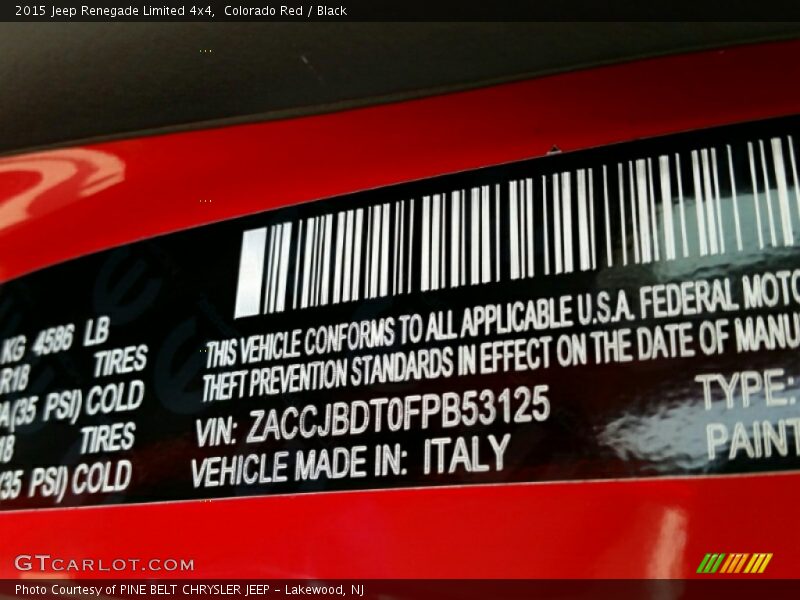 2015 Jeep Renegade Limited 4x4,  Colorado Red / Black
KG 4586 LB
R18 TIRES
(35 PSI) COLD
TIRES
(35 PSI) COLD
THIS VEHICLE CONFORMS TO ALL APPLICABLE U.S.A. FEDERAL MOTO
THEFT PREVENTION STANDARDS IN EFFECT ON THE DATE OF MANU
VIN: ZACCJBDT0FPB53125
TYPE:
VEHICLE MADE IN: ITALY
PAINT
GTCARLOT.COM
Photo Courtesy of PINE BELT CHRYSLER JEEP - Lakewood, NJ